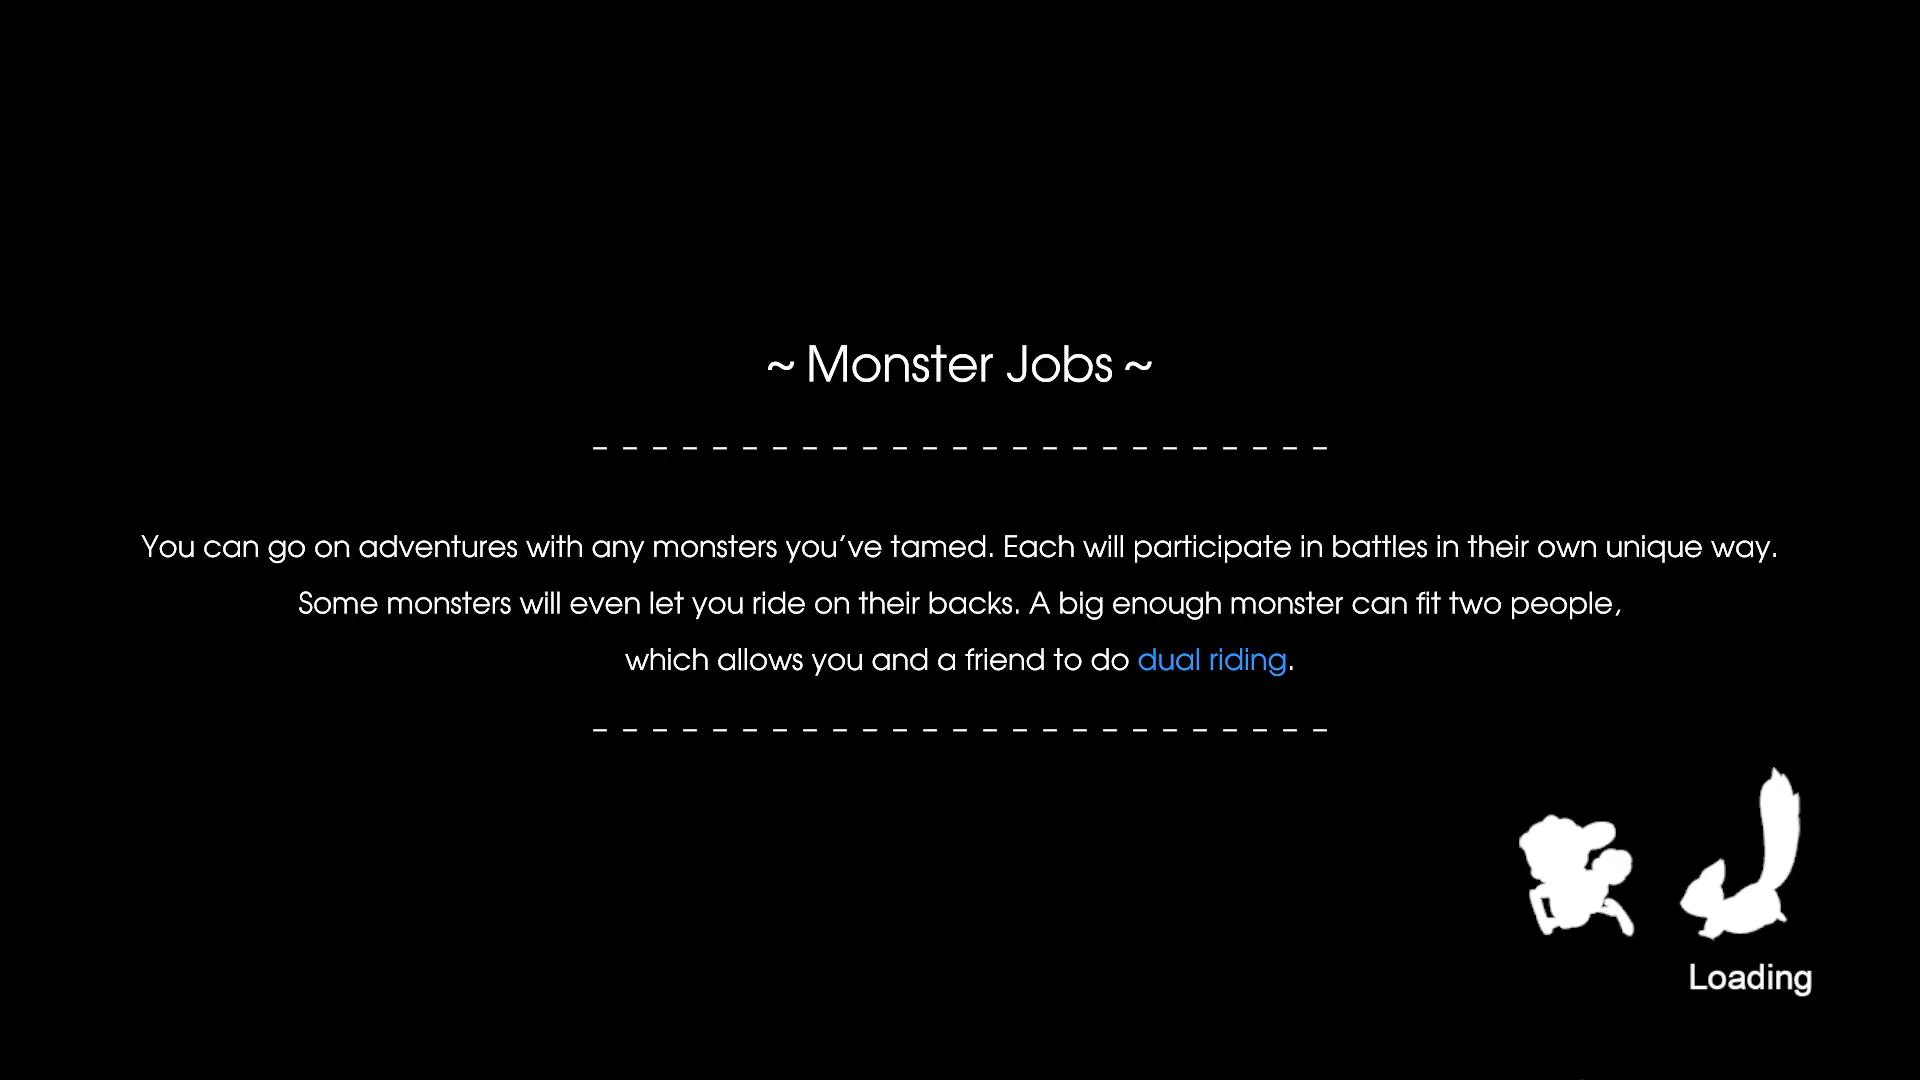 ~ Monster Jobs ~
– – – – – – – – – – – – – – – – – – – – – – – – –
You can go on adventures with any monsters you've tamed. Each will participate in battles in their own unique way.
Some monsters will even let you ride on their backs. A big enough monster can fit two people,
which allows you and a friend to do dual riding.
– – – – – – – – – – – – – – – – – – – – – – – – –
Loading